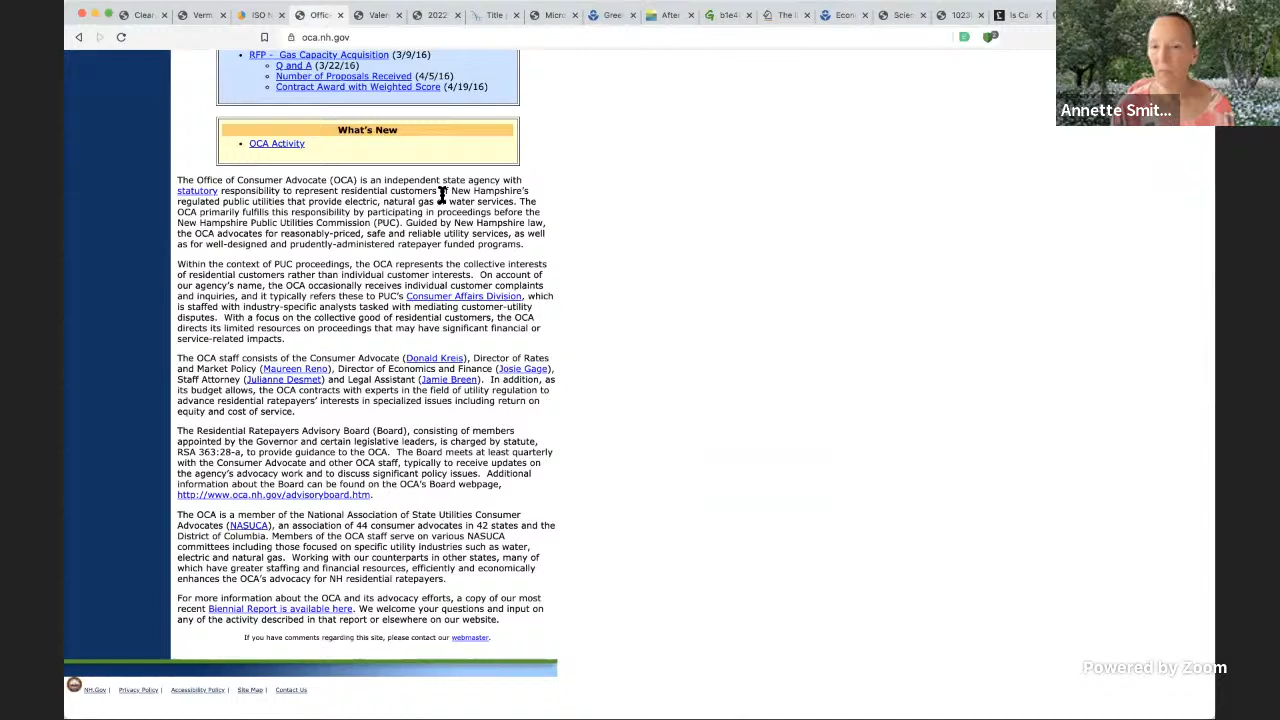 Clear
Verm
ISO N
Offic
Valer
2022
Title
Micro
Gree
After
b1e4
The I
Econ
Scien
1023
Is Ca
oca.nh.gov
Annette Smit...
• RFP - Gas Capacity Acquisition (3/9/16)
Q and A (3/22/16)
Number of Proposals Received (4/5/16)
Contract Award with Weighted Score (4/19/16)
What's New
• OCA Activity
The Office of Consumer Advocate (OCA) is an independent state agency with
statutory responsibility to represent residential customers of New Hampshire's
regulated public utilities that provide electric, natural gas or water services. The
OCA primarily fulfills this responsibility by participating in proceedings before the
New Hampshire Public Utilities Commission (PUC). Guided by New Hampshire law,
the OCA advocates for reasonably-priced, safe and reliable utility services, as well
as for well-designed and prudently-administered ratepayer funded programs.
Within the context of PUC proceedings, the OCA represents the collective interests
of residential customers rather than individual customer interests. On account of
our agency's name, the OCA occasionally receives individual customer complaints
and inquiries, and it typically refers these to PUC's Consumer Affairs Division, which
is staffed with industry-specific analysts tasked with mediating customer-utility
disputes. With a focus on the collective good of residential customers, the OCA
directs its limited resources on proceedings that may have significant financial or
service-related impacts.
The OCA staff consists of the Consumer Advocate (Donald Kreis), Director of Rates
and Market Policy (Maureen Reno), Director of Economics and Finance (Josie Gage),
Staff Attorney (Julianne Desmet) and Legal Assistant (Jamie Breen). In addition, as
its budget allows, the OCA contracts with experts in the field of utility regulation to
advance residential ratepayers' interests in specialized issues including return on
equity and cost of service.
The Residential Ratepayers Advisory Board (Board), consisting of members
appointed by the Governor and certain legislative leaders, is charged by statute,
RSA 363:28-a, to provide guidance to the OCA. The Board meets at least quarterly
with the Consumer Advocate and other OCA staff, typically to receive updates on
the agency's advocacy work and to discuss significant policy issues. Additional
information about the Board can be found on the OCA's Board webpage,
http://www.oca.nh.gov/advisoryboard.htm.
The OCA is a member of the National Association of State Utilities Consumer
Advocates (NASUCA), an association of 44 consumer advocates in 42 states and the
District of Columbia. Members of the OCA staff serve on various NASUCA
committees including those focused on specific utility industries such as water,
electric and natural gas. Working with our counterparts in other states, many of
which have greater staffing and financial resources, efficiently and economically
enhances the OCA's advocacy for NH residential ratepayers.
For more information about the OCA and its advocacy efforts, a copy of our most
recent Biennial Report is available here. We welcome your questions and input on
any of the activity described in that report or elsewhere on our website.
If you have comments regarding this site, please contact our webmaster.
NH.Gov | Privacy Policy | Accessibility Policy | Site Map | Contact Us
Powered by Zoom